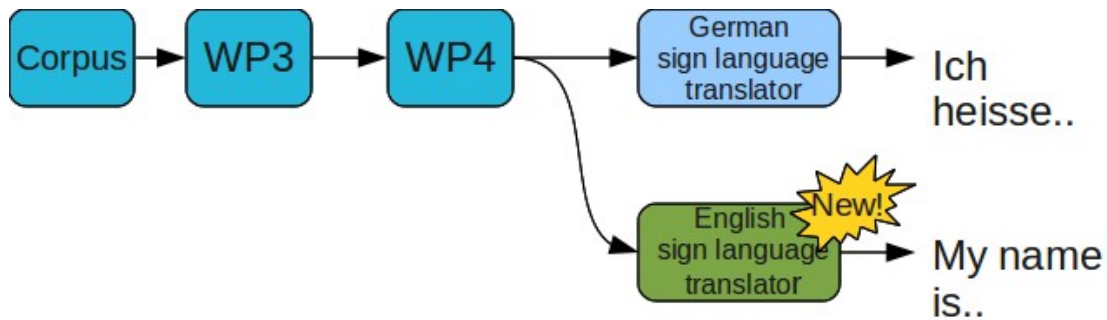 Corpus
WP3
WP4
German
sign language
translator
Ich
heisse..
New!
English
sign language
translator
My name
is..